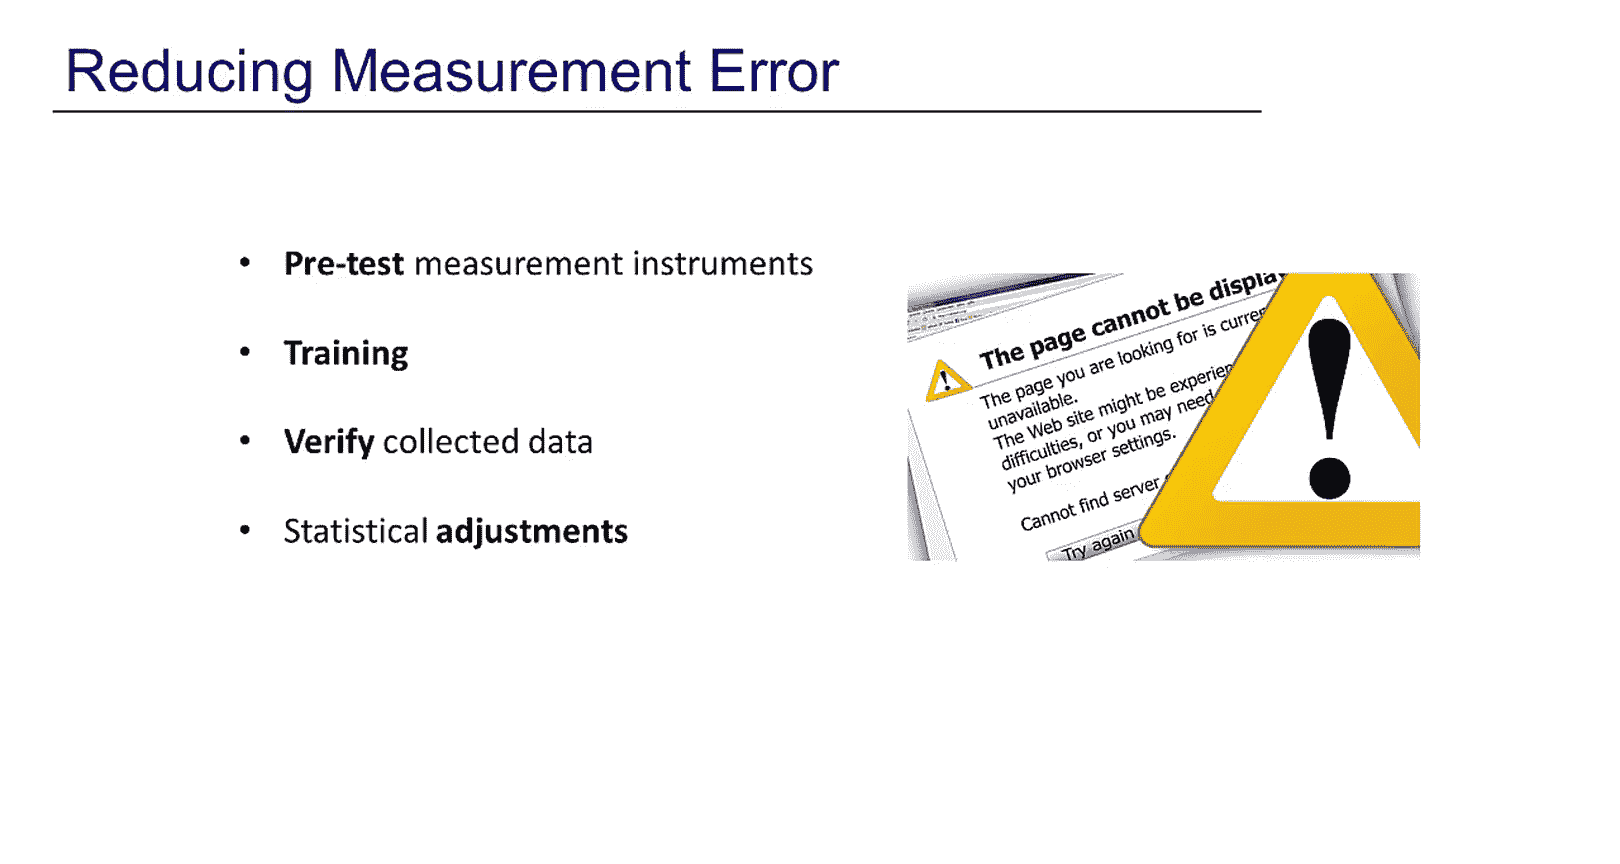 Reducing Measurement Error
• Pre-test measurement instruments
• Training
• Verify collected data
• Statistical adjustments
The page cannot be
The page you are looking for is
unavailable.
The Web site might be
difficulties, or you may need
your browser settings.
Cannot find server
Try again